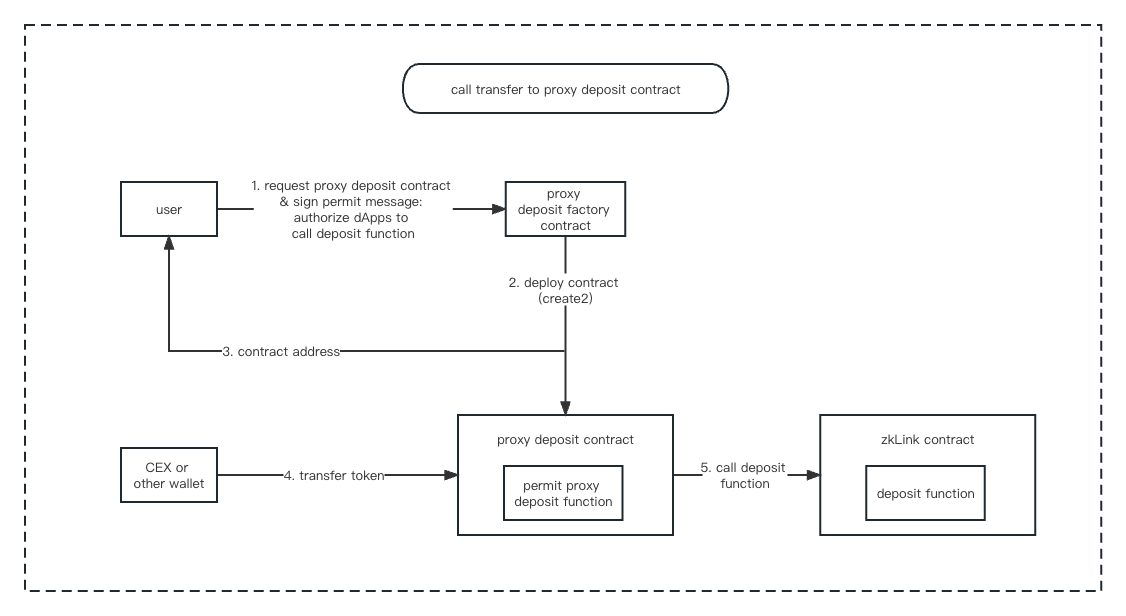 call transfer to proxy deposit contract
1. request proxy deposit contract
& sign permit message:
authorize dApps to
call deposit function
user
proxy
deposit factory
contract
2. deploy contract
(create2)
3. contract address
proxy deposit contract
zkLink contract
CEX or
other wallet
4. transfer token
permit proxy
deposit function
5. call deposit
function
deposit function